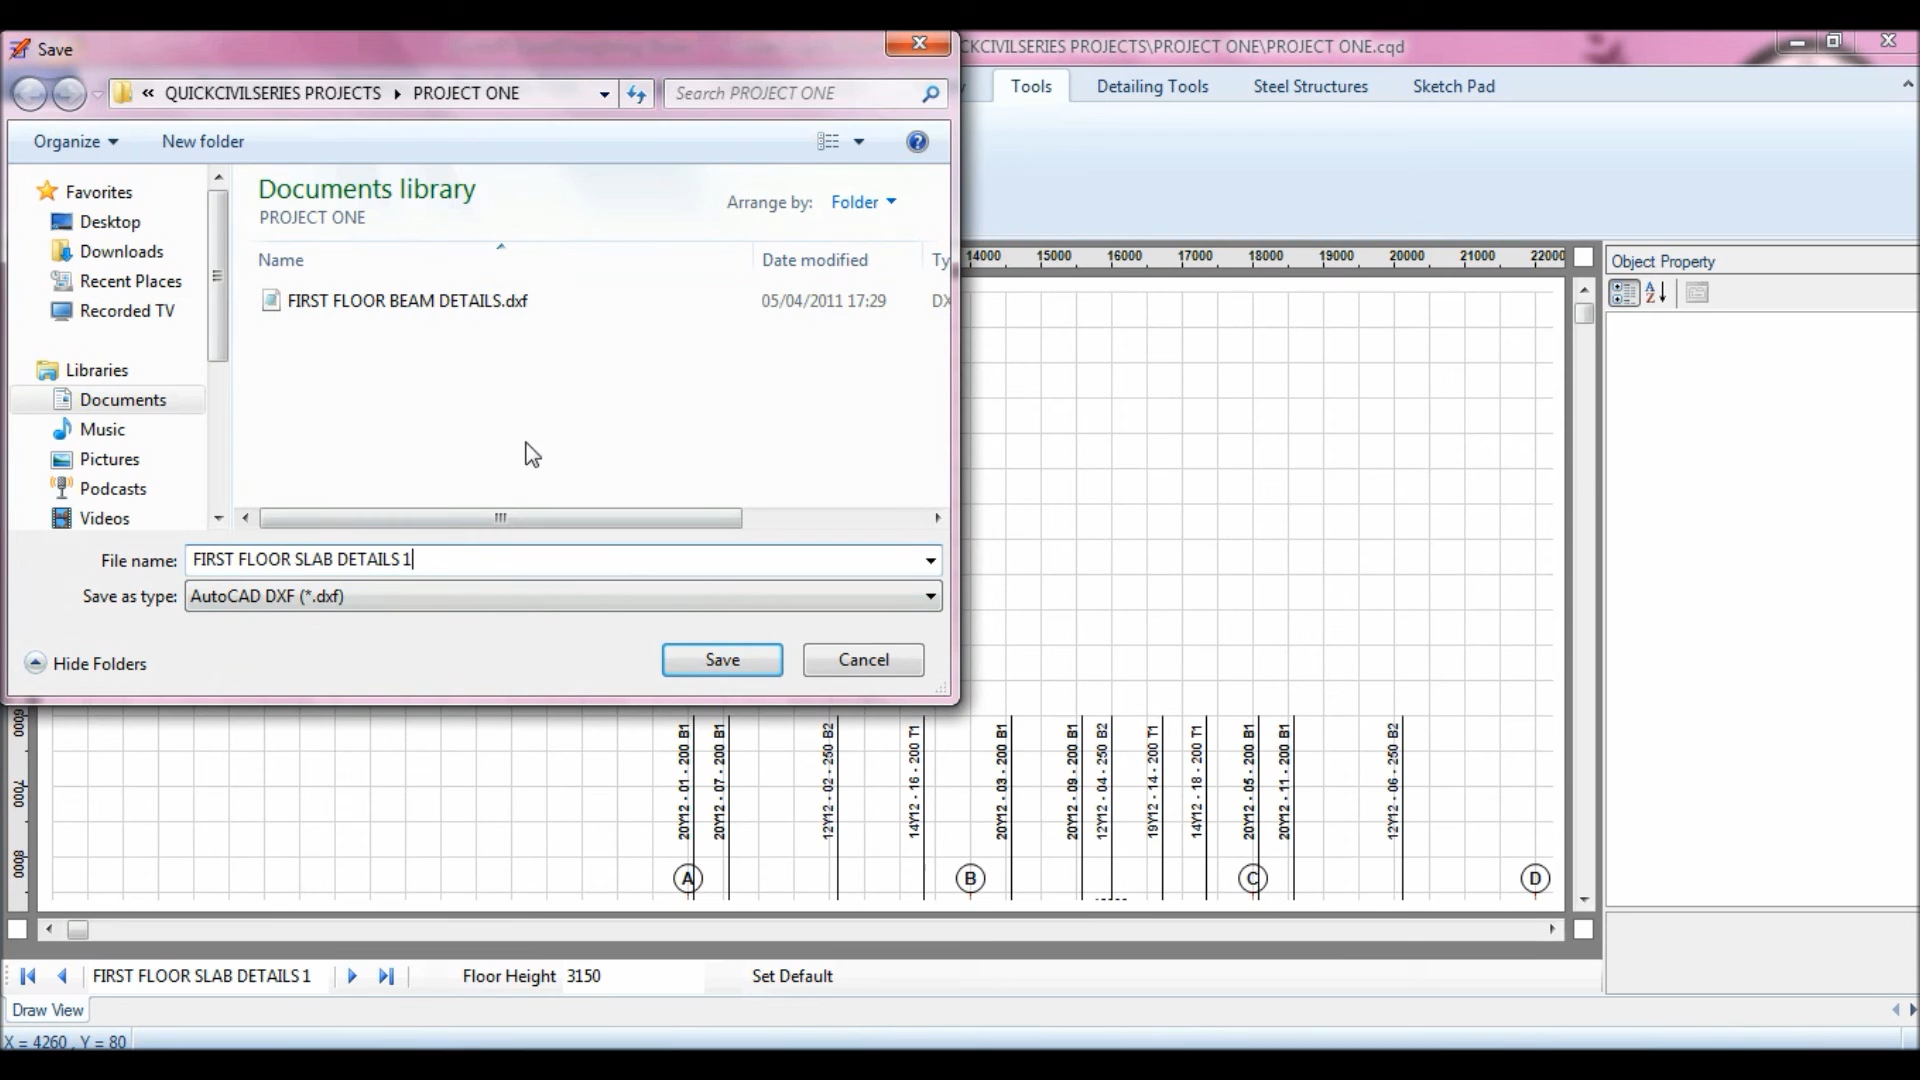 Save
KCIVILSERIES PROJECTS\PROJECT ONE\PROJECT ONE.cqd
« QUICKCIVILSERIES PROJECTS PROJECT ONE
Search PROJECT ONE
Tools Detailing Tools Steel Structures Sketch Pad
Organize New folder
Favorites
Desktop
Downloads
Recent Places
Recorded TV
Libraries
Documents
Music
Pictures
Podcasts
Videos
Documents library
PROJECT ONE
Arrange by: Folder
Name Date modified Ty
FIRST FLOOR BEAM DETAILS.dxf 05/04/2011 17:29 DX
File name: FIRST FLOOR SLAB DETAILS 1
Save as type: AutoCAD DXF (*.dxf)
Hide Folders
Save Cancel
14000 15000 16000 17000 18000 19000 20000 21000 22000
Object Property
6000
7000
8000
20Y12 - 01 - 200 B1
20Y12 - 07 - 200 B1
12Y12 - 02 - 250 B2
14Y12 - 16 - 200 T1
20Y12 - 03 - 200 B1
20Y12 - 09 - 200 B1
12Y12 - 04 - 250 B2
19Y12 - 14 - 200 T1
14Y12 - 18 - 200 T1
20Y12 - 05 - 200 B1
20Y12 - 11 - 200 B1
12Y12 - 06 - 250 B2
A B C D
FIRST FLOOR SLAB DETAILS 1 Floor Height 3150 Set Default
Draw View
X = 4260 , Y = 80